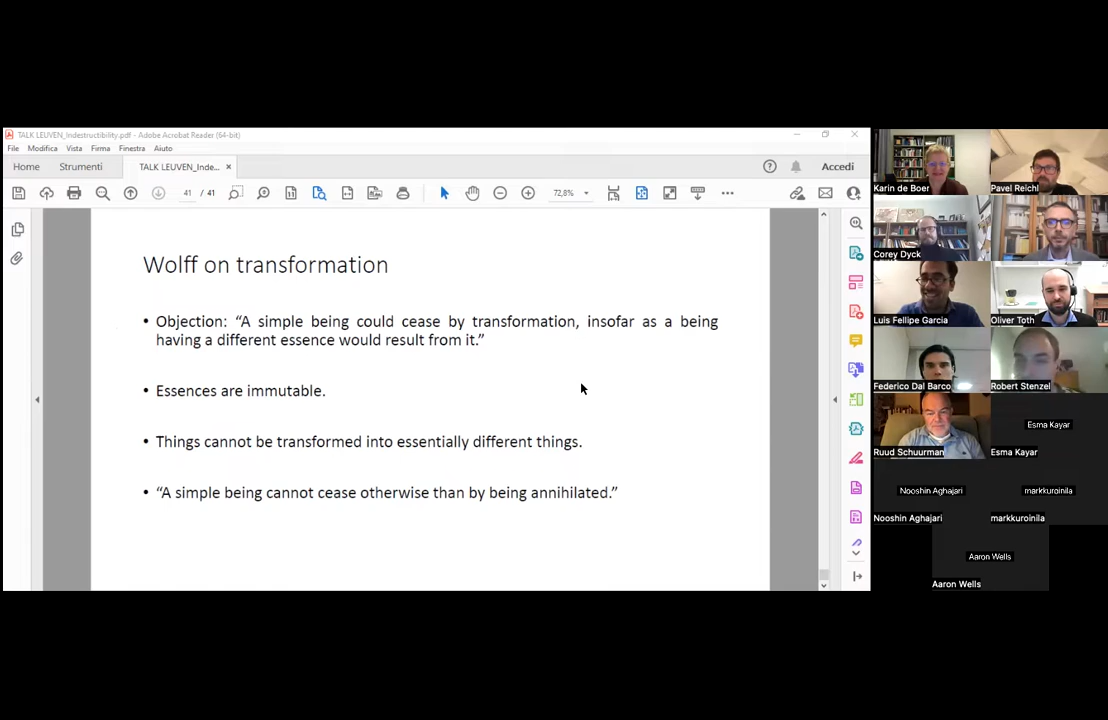 TALK LEUVEN_Indestructibility.pdf - Adobe Acrobat Reader (64-bit)
File Modifica Vista Firma Finestra Aiuto
Home Strumenti TALK LEUVEN_Inde... × Accedi
41 / 41 72,8%
Wolff on transformation
• Objection: “A simple being could cease by transformation, insofar as a being
having a different essence would result from it.”
• Essences are immutable.
• Things cannot be transformed into essentially different things.
• “A simple being cannot cease otherwise than by being annihilated.”
Karin de Boer
Pavel Reichl
Corey Dyck
Luis Fellipe Garcia
Oliver Toth
Federico Dal Barco
Robert Stenzel
Ruud Schuurman
Esma Kayar
Esma Kayar
Nooshin Aghajari
markkuroinila
Nooshin Aghajari
markkuroinila
Aaron Wells
Aaron Wells